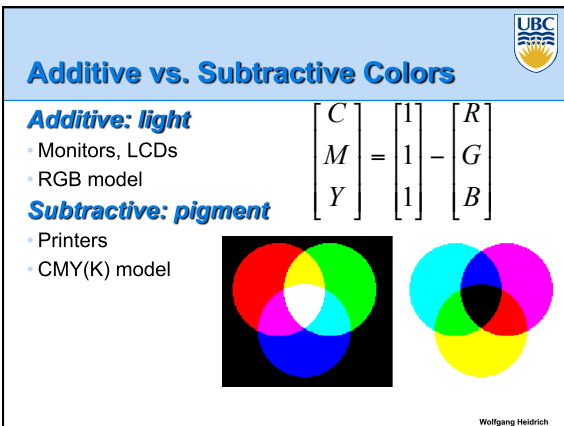 UBC
Additive vs. Subtractive Colors
Additive: light
• Monitors, LCDs
• RGB model
Subtractive: pigment
• Printers
• CMY(K) model
[C] = [1] − [R]
[M] = [1] − [G]
[Y] = [1] − [B]
Wolfgang Heidrich